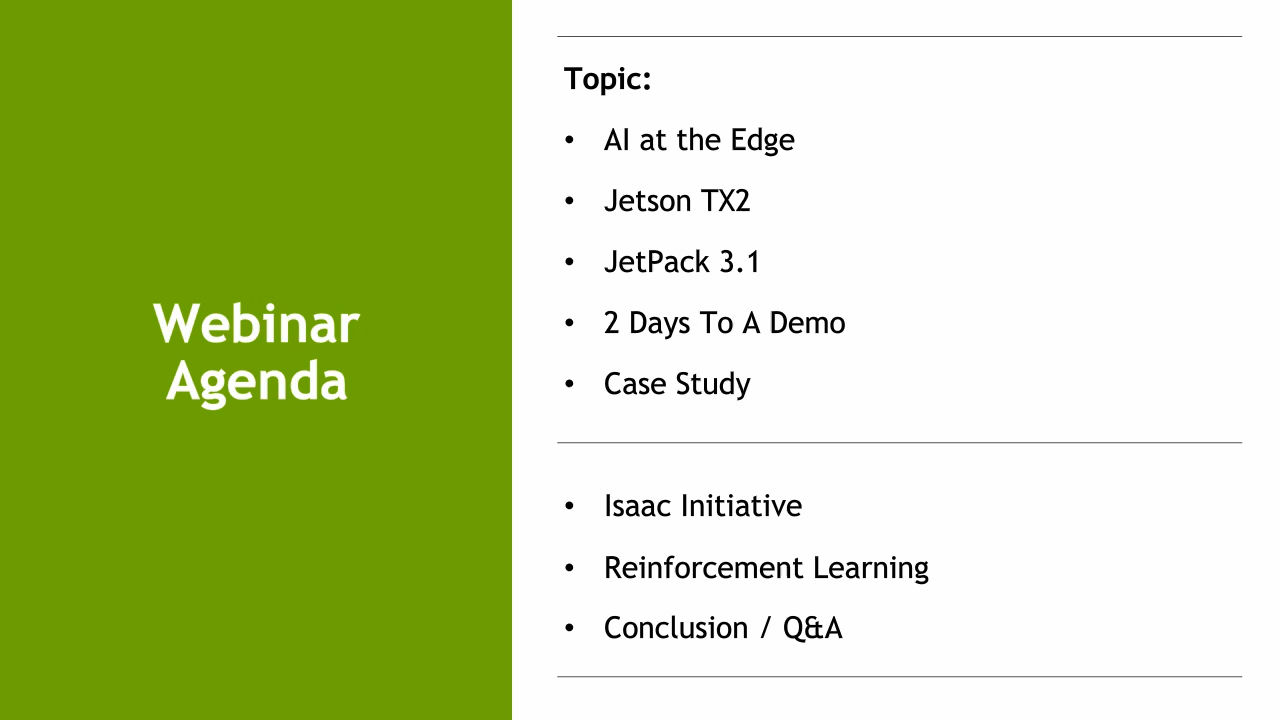 Webinar
Agenda
Topic:
• AI at the Edge
• Jetson TX2
• JetPack 3.1
• 2 Days To A Demo
• Case Study
• Isaac Initiative
• Reinforcement Learning
• Conclusion / Q&A